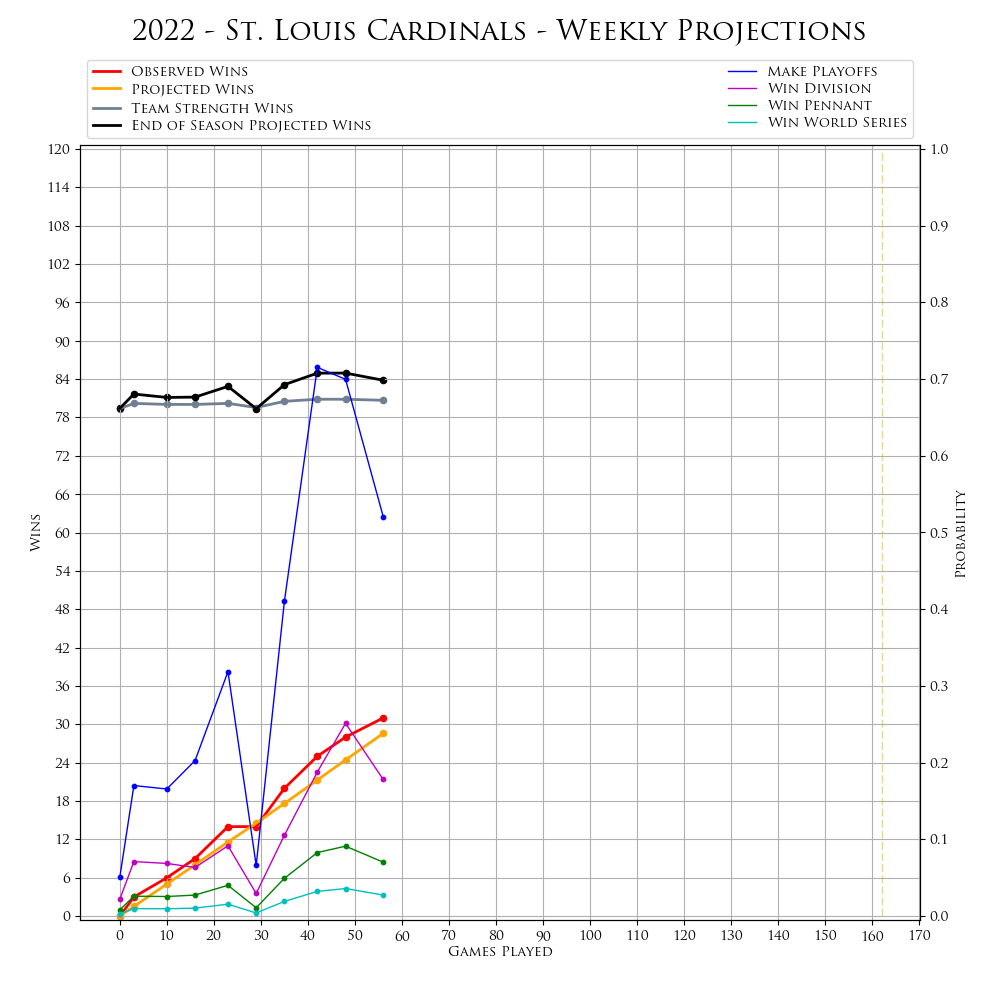 2022 - St. Louis Cardinals - Weekly Projections
Observed Wins
Projected Wins
Team Strength Wins
End of Season Projected Wins
Make Playoffs
Win Division
Win Pennant
Win World Series
120
114
108
102
96
90
84
78
72
66
60
54
48
42
36
30
24
18
12
6
0
Wins
1.0
0.9
0.8
0.7
0.6
0.5
0.4
0.3
0.2
0.1
0.0
Probability
0 10 20 30 40 50 60 70 80 90 100 110 120 130 140 150 160 170
Games Played